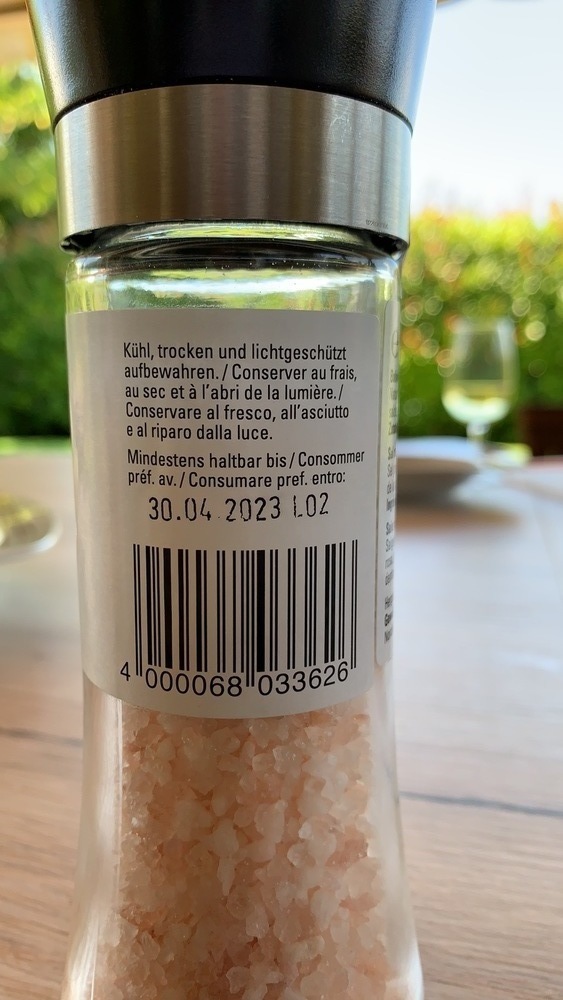 Kühl, trocken und lichtgeschützt
aufbewahren. / Conserver au frais,
au sec et à l'abri de la lumière. /
Conservare al fresco, all'asciutto
e al riparo dalla luce.
Mindestens haltbar bis / Consommer
préf. av. / Consumare pref. entro:
30.04.2023 L02
4 000068 033626